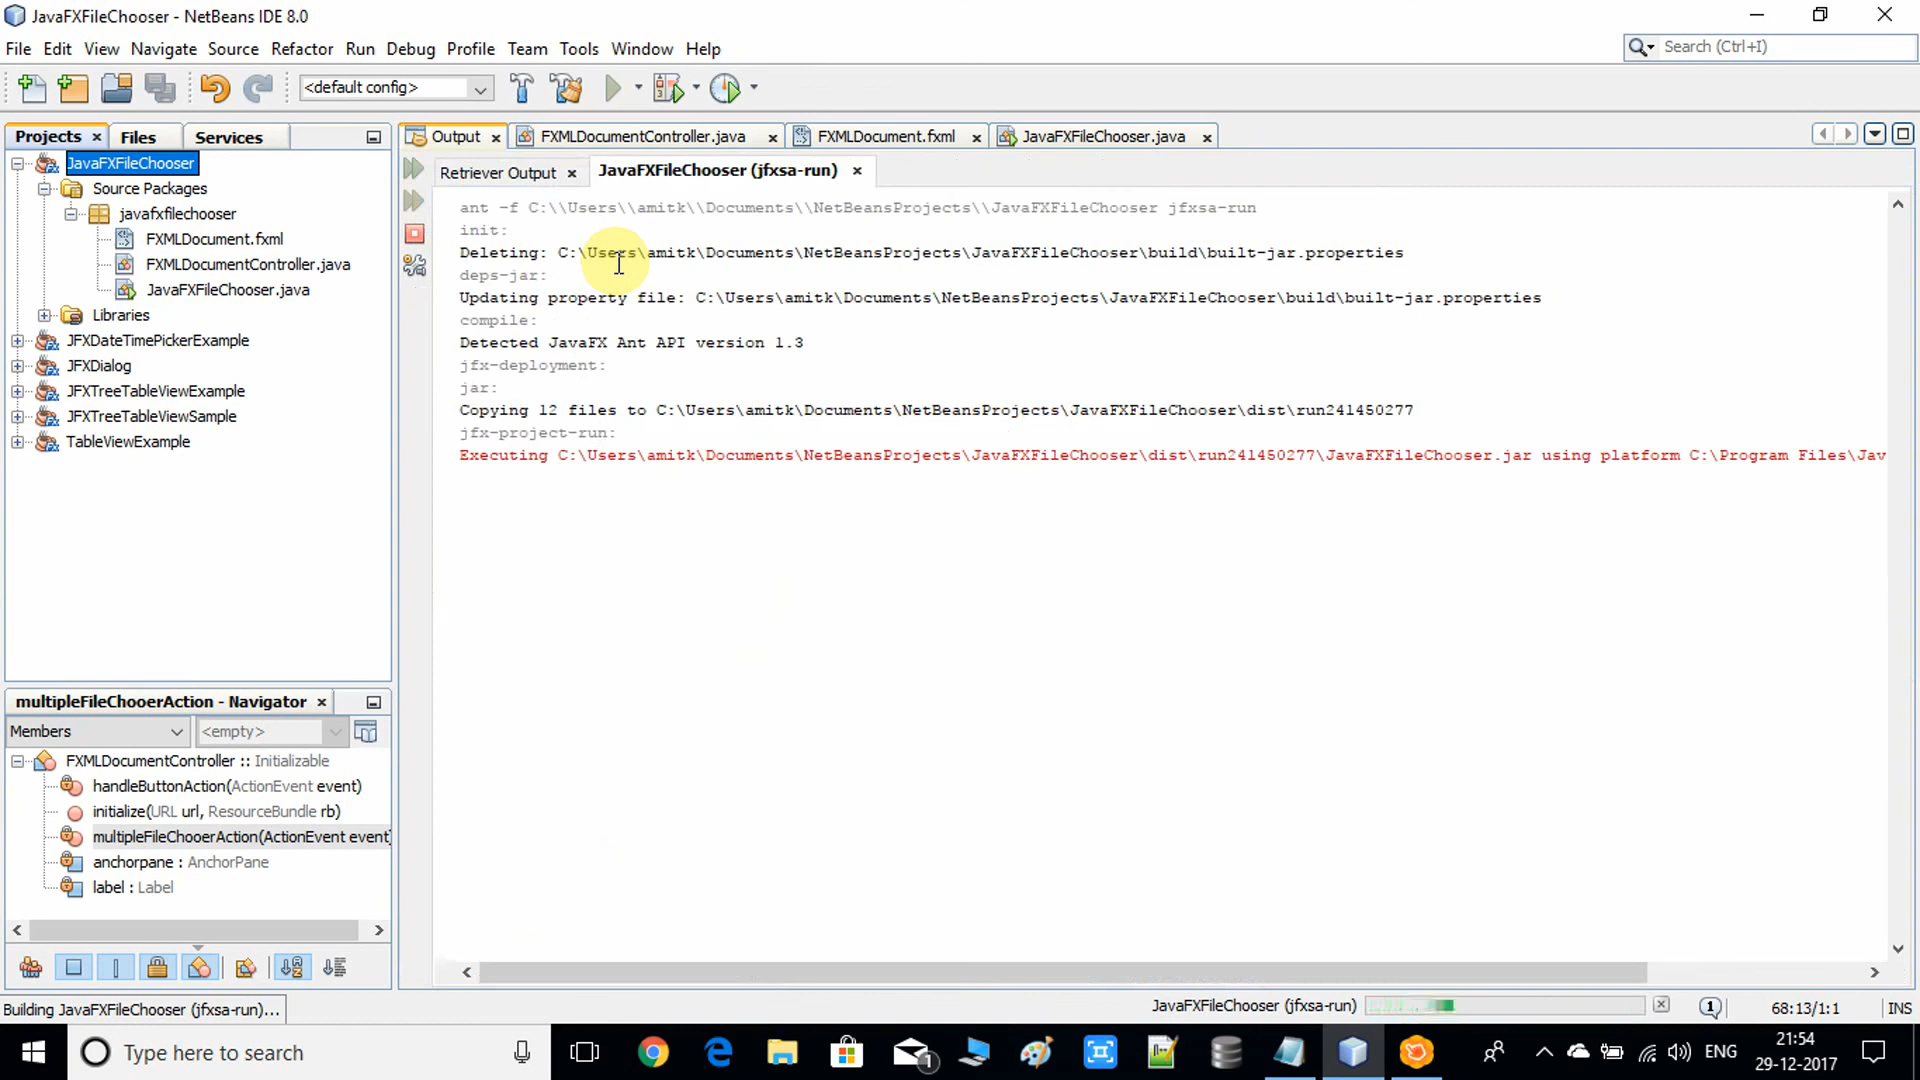 JavaFXFileChooser - NetBeans IDE 8.0
File Edit View Navigate Source Refactor Run Debug Profile Team Tools Window Help
Search (Ctrl+I)
<default config>
Projects Files Services
Output FXMLDocumentController.java FXMLDocument.fxml JavaFXFileChooser.java
Retriever Output JavaFXFileChooser (jfxsa-run)
JavaFXFileChooser
Source Packages
javafxfilechooser
FXMLDocument.fxml
FXMLDocumentController.java
JavaFXFileChooser.java
Libraries
JFXDateTimePickerExample
JFXDialog
JFXTreeTableViewExample
JFXTreeTableViewSample
TableViewExample
ant -f C:\\Users\\amitk\\Documents\\NetBeansProjects\\JavaFXFileChooser jfxsa-run
init:
Deleting: C:\Users\amitk\Documents\NetBeansProjects\JavaFXFileChooser\build\built-jar.properties
deps-jar:
Updating property file: C:\Users\amitk\Documents\NetBeansProjects\JavaFXFileChooser\build\built-jar.properties
compile:
Detected JavaFX Ant API version 1.3
jfx-deployment:
jar:
Copying 12 files to C:\Users\amitk\Documents\NetBeansProjects\JavaFXFileChooser\dist\run241450277
jfx-project-run:
Executing C:\Users\amitk\Documents\NetBeansProjects\JavaFXFileChooser\dist\run241450277\JavaFXFileChooser.jar using platform C:\Program Files\Jav
multipleFileChooerAction - Navigator
Members <empty>
FXMLDocumentController :: Initializable
handleButtonAction(ActionEvent event)
initialize(URL url, ResourceBundle rb)
multipleFileChooerAction(ActionEvent event)
anchorpane : AnchorPane
label : Label
Building JavaFXFileChooser (jfxsa-run)...
JavaFXFileChooser (jfxsa-run)
1
68:13/1:1
INS
Type here to search
1
ENG
21:54
29-12-2017